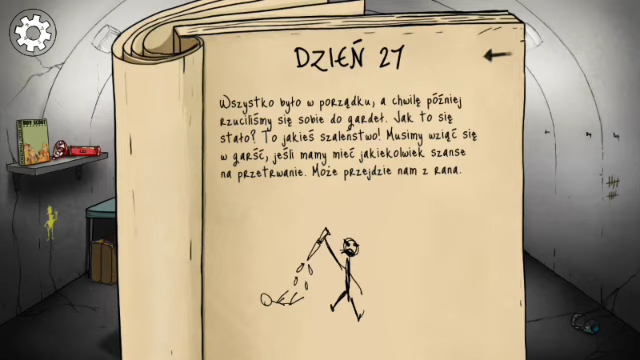 DZIEŃ 27
Wszystko było w porządku, a chwilę później
rzuciliśmy się sobie do gardeł. Jak to się
stało? To jakieś szaleństwo! Musimy wziąć się
w garść, jeśli mamy mieć jakiekolwiek szanse
na przetrwanie. Może przejdzie nam z rana.